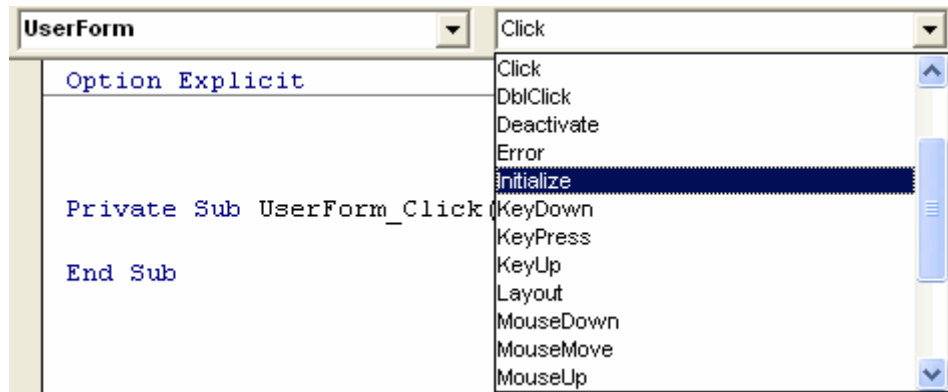 UserForm
Click
Option Explicit
Private Sub UserForm_Click(
End Sub
Click
DblClick
Deactivate
Error
Initialize
KeyDown
KeyPress
KeyUp
Layout
MouseDown
MouseMove
MouseUp